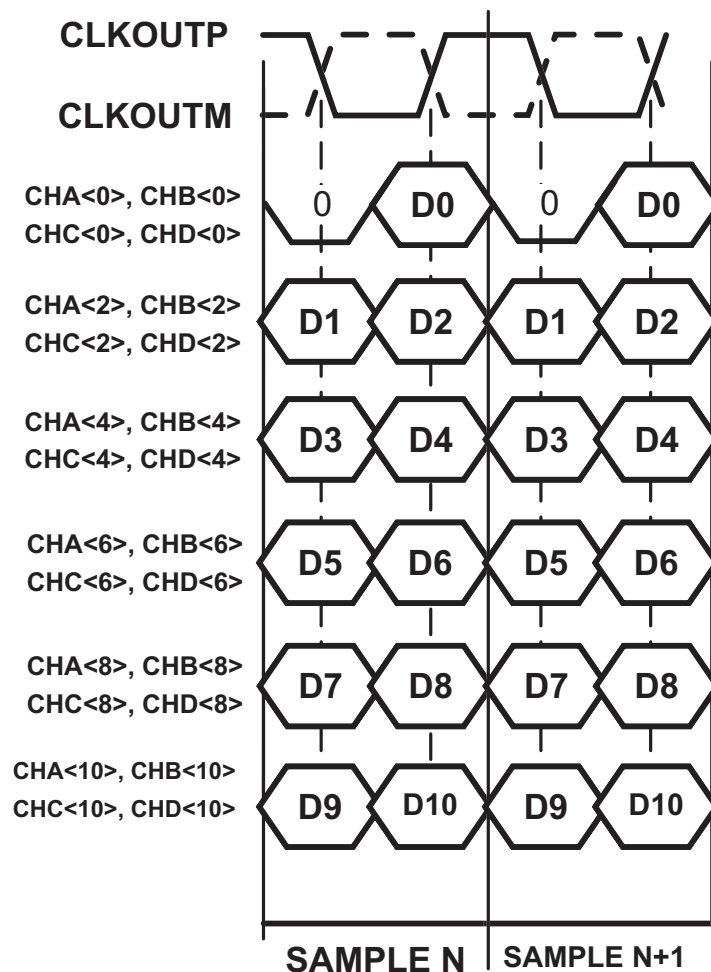 CLKOUTP
CLKOUTM
CHA<0>, CHB<0>
CHC<0>, CHD<0>
0 D0 0 D0
CHA<2>, CHB<2>
CHC<2>, CHD<2>
D1 D2 D1 D2
CHA<4>, CHB<4>
CHC<4>, CHD<4>
D3 D4 D3 D4
CHA<6>, CHB<6>
CHC<6>, CHD<6>
D5 D6 D5 D6
CHA<8>, CHB<8>
CHC<8>, CHD<8>
D7 D8 D7 D8
CHA<10>, CHB<10>
CHC<10>, CHD<10>
D9 D10 D9 D10
SAMPLE N SAMPLE N+1